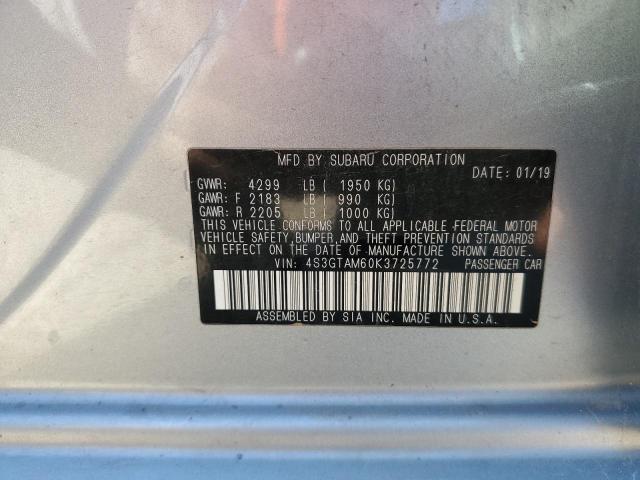 MFD BY SUBARU CORPORATION
DATE: 01/19
GVWR: 4299 LB ( 1950 KG)
GAWR: F 2183 LB ( 990 KG)
GAWR: R 2205 LB ( 1000 KG)
THIS VEHICLE CONFORMS TO ALL APPLICABLE FEDERAL MOTOR
VEHICLE SAFETY, BUMPER, AND THEFT PREVENTION STANDARDS
IN EFFECT ON THE DATE OF MANUFACTURE SHOWN ABOVE.
VIN: 4S3GTAM60K3725772 PASSENGER CAR
ASSEMBLED BY SIA INC. MADE IN U.S.A.